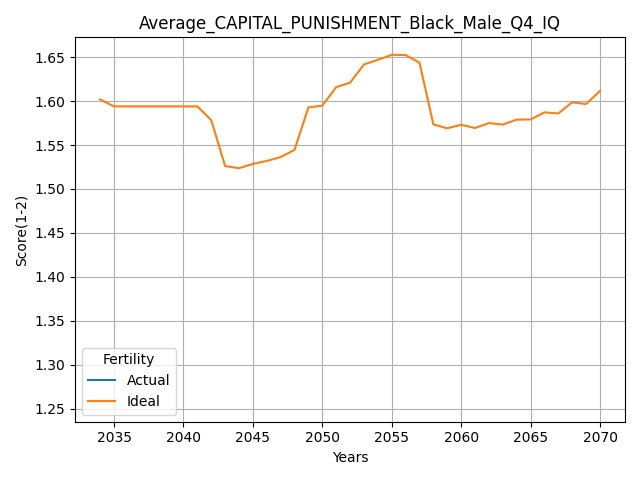 Average_CAPITAL_PUNISHMENT_Black_Male_Q4_IQ
Score(1-2)
1.65
1.60
1.55
1.50
1.45
1.40
1.35
1.30
1.25
Fertility
Actual
Ideal
2035 2040 2045 2050 2055 2060 2065 2070
Years